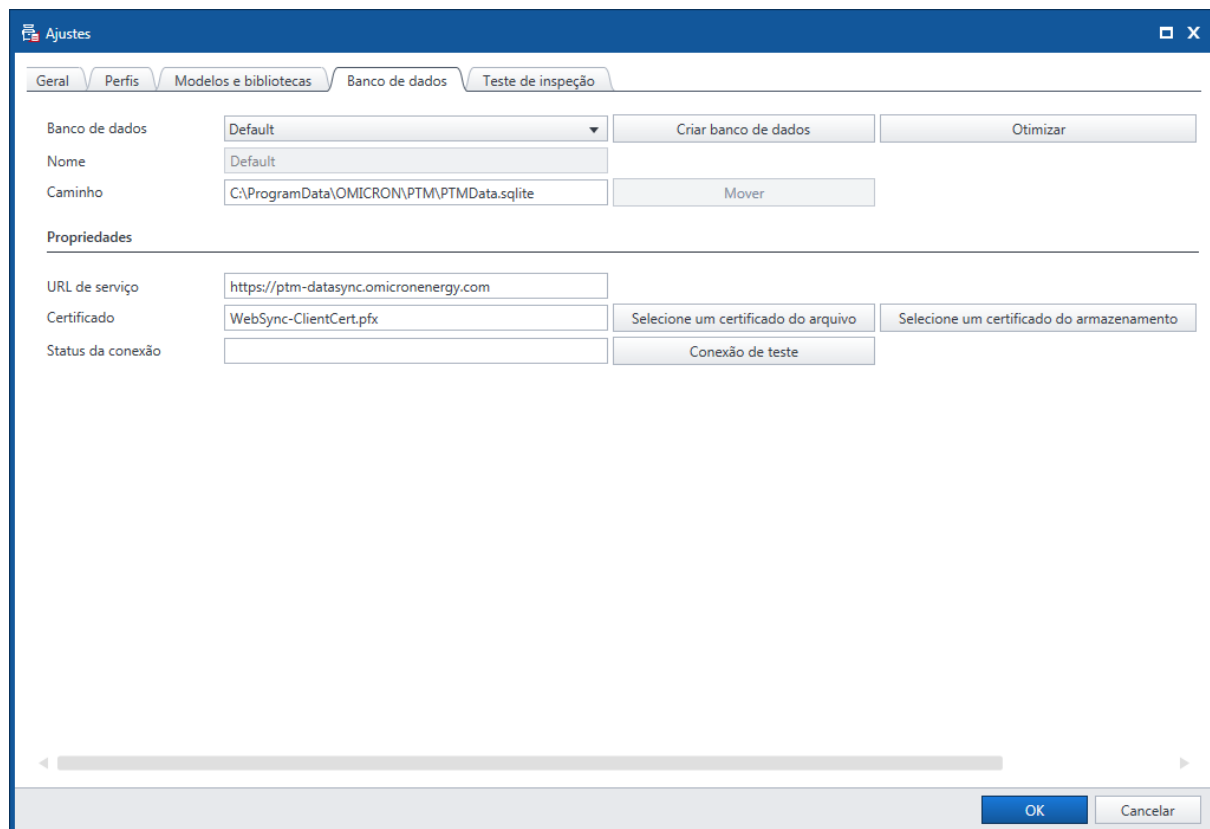 Ajustes
Geral Perfis Modelos e bibliotecas Banco de dados Teste de inspeção
Banco de dados Default Criar banco de dados Otimizar
Nome Default
Caminho C:\ProgramData\OMICRON\PTM\PTMData.sqlite Mover
Propriedades
URL de serviço https://ptm-datasync.omicronenergy.com
Certificado WebSync-ClientCert.pfx Selecione um certificado do arquivo Selecione um certificado do armazenamento
Status da conexão Conexão de teste
OK Cancelar